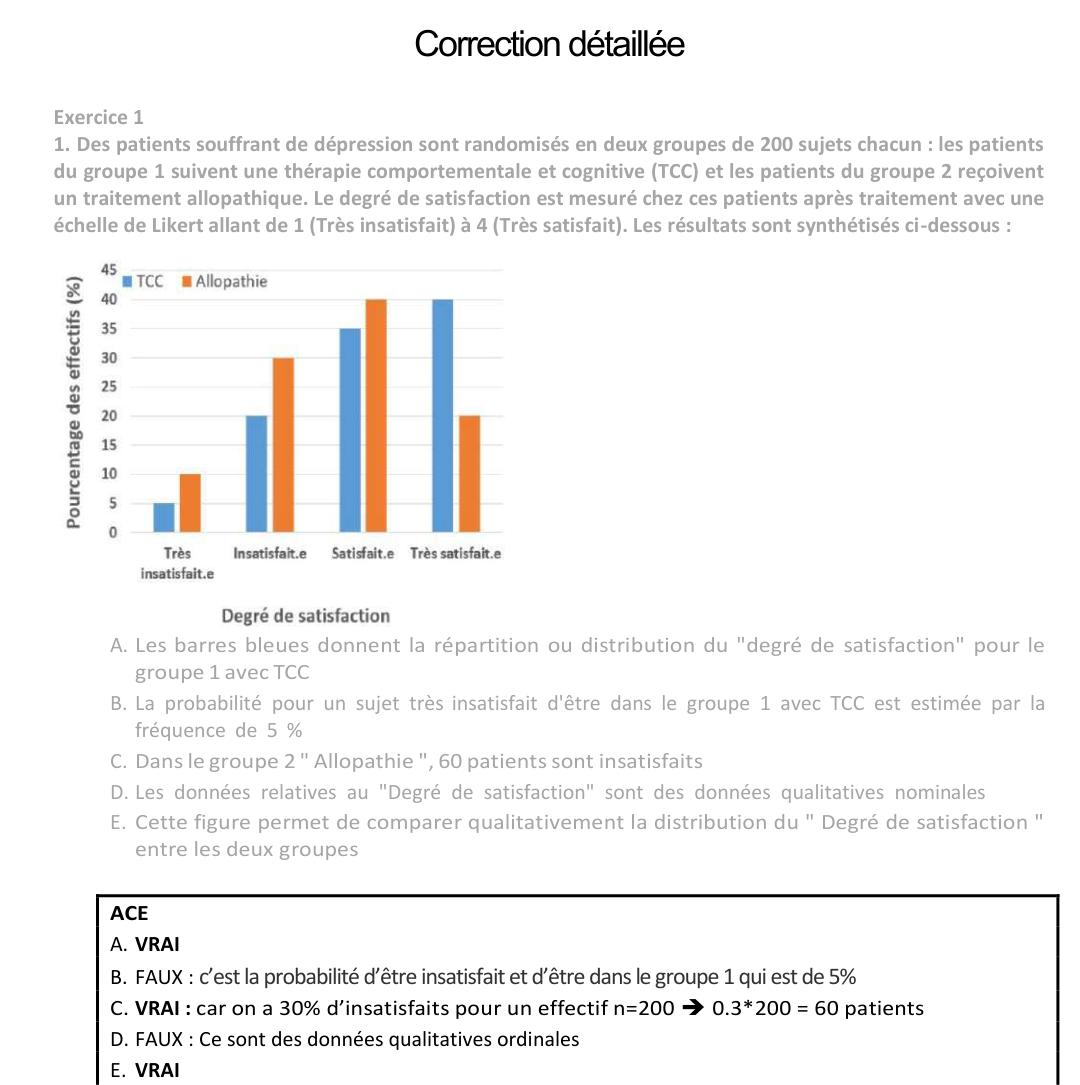 Correction détaillée
Exercice 1
1. Des patients souffrant de dépression sont randomisés en deux groupes de 200 sujets chacun : les patients
du groupe 1 suivent une thérapie comportementale et cognitive (TCC) et les patients du groupe 2 reçoivent
un traitement allopathique. Le degré de satisfaction est mesuré chez ces patients après traitement avec une
échelle de Likert allant de 1 (Très insatisfait) à 4 (Très satisfait). Les résultats sont synthétisés ci-dessous :
Pourcentage des effectifs (%)
45
40
35
30
25
20
15
10
5
0
TCC Allopathie
Très
insatisfait.e
Insatisfait.e Satisfait.e Très satisfait.e
Degré de satisfaction
A. Les barres bleues donnent la répartition ou distribution du "degré de satisfaction" pour le
groupe 1 avec TCC
B. La probabilité pour un sujet très insatisfait d'être dans le groupe 1 avec TCC est estimée par la
fréquence de 5 %
C. Dans le groupe 2 " Allopathie ", 60 patients sont insatisfaits
D. Les données relatives au "Degré de satisfaction" sont des données qualitatives nominales
E. Cette figure permet de comparer qualitativement la distribution du " Degré de satisfaction "
entre les deux groupes
ACE
A. VRAI
B. FAUX : c’est la probabilité d’être insatisfait et d’être dans le groupe 1 qui est de 5%
C. VRAI : car on a 30% d’insatisfaits pour un effectif n=200 ➔ 0.3*200 = 60 patients
D. FAUX : Ce sont des données qualitatives ordinales
E. VRAI